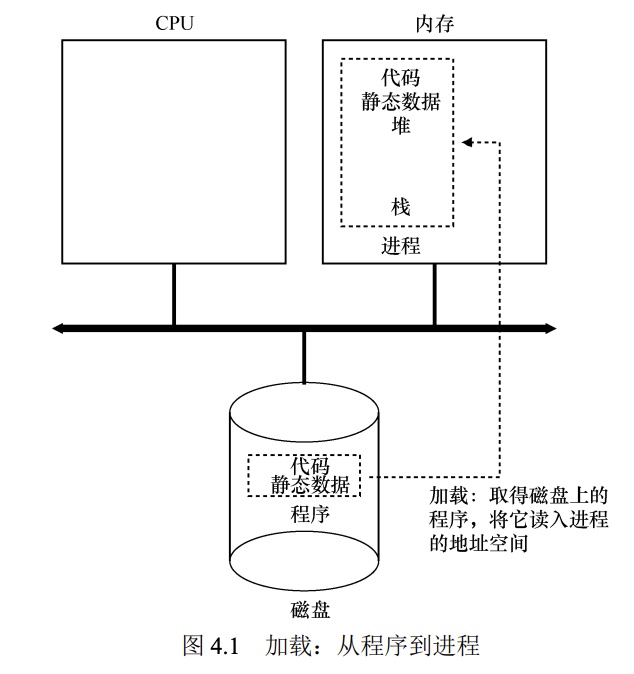 CPU
内存
代码
静态数据
堆
栈
进程
代码
静态数据
程序
加载：取得磁盘上的
程序，将它读入进程
的地址空间
磁盘
图 4.1 加载：从程序到进程